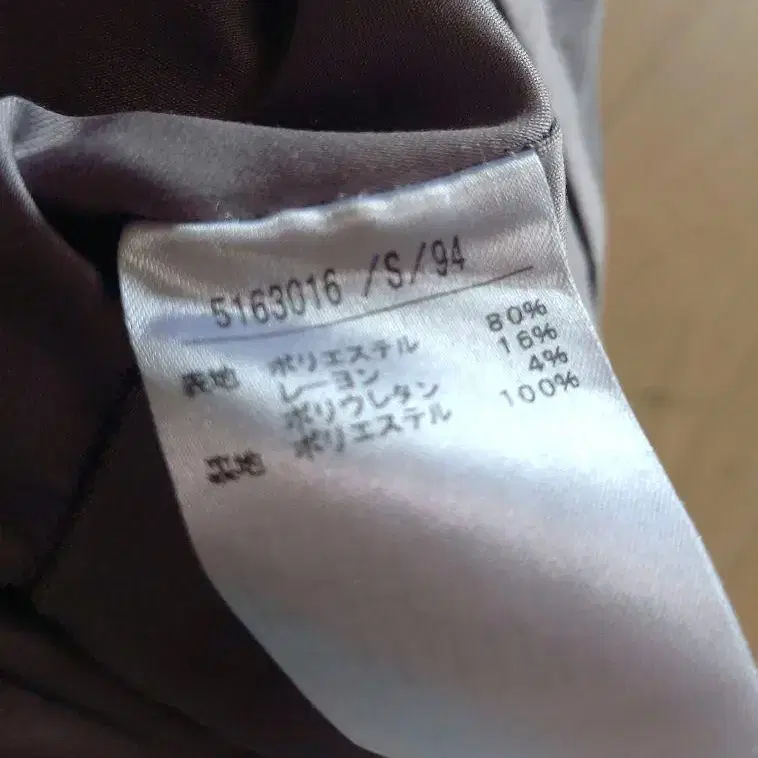 5163016 /S/94
表地 ポリエステル 80%
レーヨン 16%
ポリウレタン 4%
裏地 ポリエステル 100%